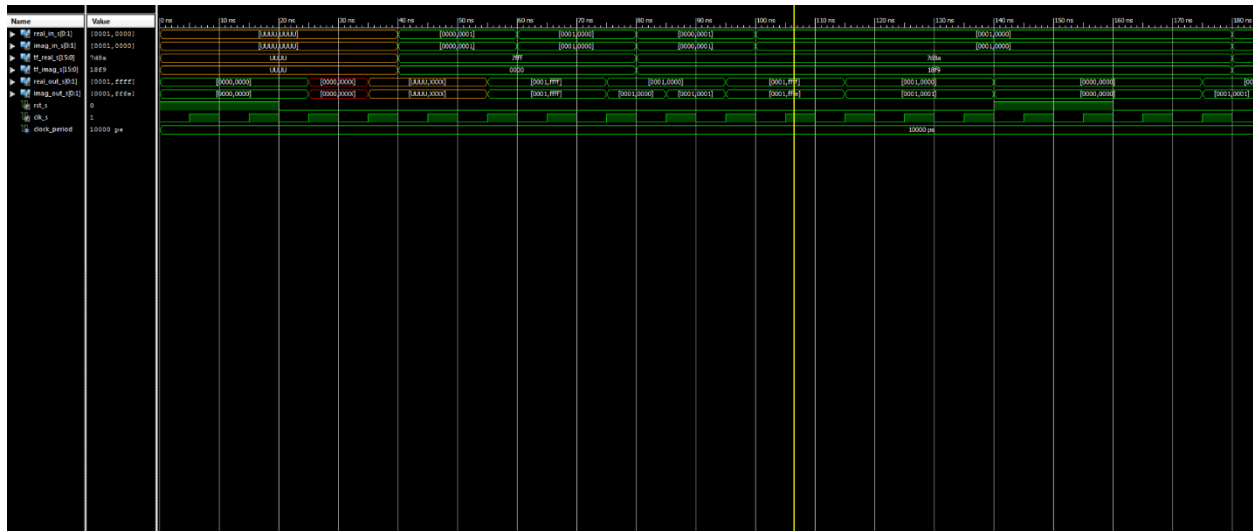 Name Value 0 ns 10 ns 20 ns 30 ns 40 ns 50 ns 60 ns 70 ns 80 ns 90 ns 100 ns 110 ns 120 ns 130 ns 140 ns 150 ns 160 ns 170 ns 180 ns
real_in_s[0:1] [0001,0000] [UUUU,UUUU] [0000,0001] [0001,0000] [0000,0001] [0001,0000]
imag_in_s[0:1] [0001,0000] [UUUU,UUUU] [0000,0001] [0001,0000] [0000,0001] [0001,0000]
tf_real_s[15:0] 7d8a UUUU 7fff 7d8a
tf_imag_s[15:0] 18f9 UUUU 0000 18f9
real_out_s[0:1] [0001,ffff] [0000,0000] [0000,XXXX] [UUUU,XXXX] [0001,ffff] [0001,0000] [0001,ffff] [0001,0000] [0000,0000]
imag_out_s[0:1] [0001,fffe] [0000,0000] [0000,XXXX] [UUUU,XXXX] [0001,ffff] [0001,0000] [0001,0001] [0001,fffe] [0001,0001] [0000,0000] [0001,0001]
rst_s 0
clk_s 1
clock_period 10000 ps 10000 ps